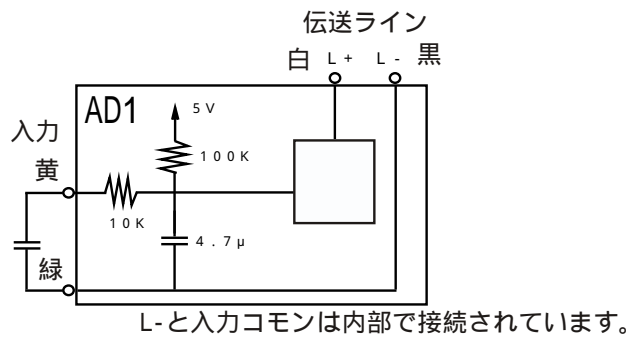 伝送ライン
白 L+ L- 黒
AD1
5V
入力
黄
100K
10K
4.7μ
緑
L-と入力コモンは内部で接続されています。